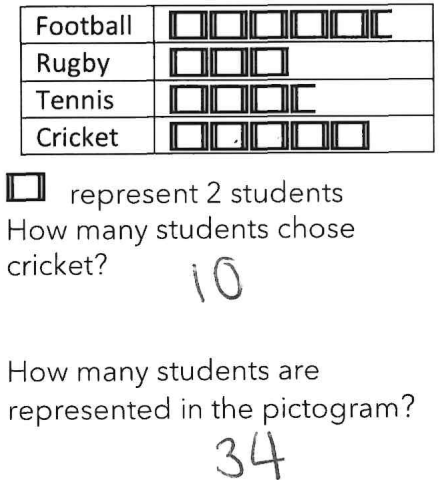 Football
Rugby
Tennis
Cricket
represent 2 students
How many students chose
cricket?
10
How many students are
represented in the pictogram?
34